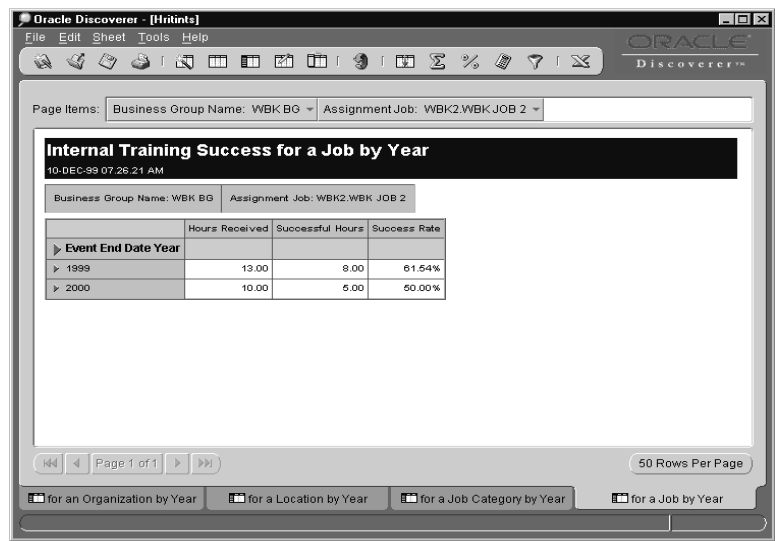 Oracle Discoverer - [Hritints]
File Edit Sheet Tools Help
ORACLE
Discoverer™
Page Items: Business Group Name: WBK BG Assignment Job: WBK2.WBK JOB 2
Internal Training Success for a Job by Year
10-DEC-99 07.26.21 AM
Business Group Name: WBK BG Assignment Job: WBK2.WBK JOB 2
Hours Received Successful Hours Success Rate
Event End Date Year
1999 13.00 8.00 61.54%
2000 10.00 5.00 50.00%
Page 1 of 1 50 Rows Per Page
for an Organization by Year for a Location by Year for a Job Category by Year for a Job by Year